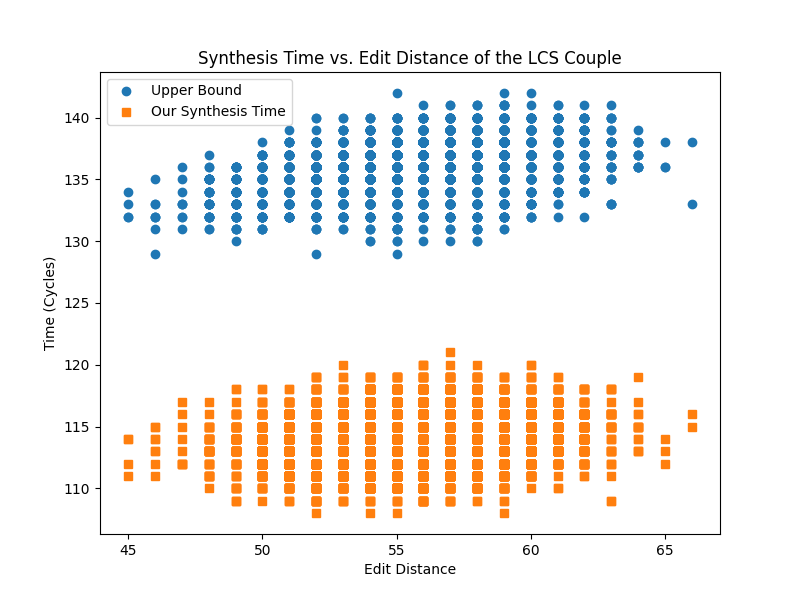 Synthesis Time vs. Edit Distance of the LCS Couple
Upper Bound
Our Synthesis Time
Time (Cycles)
140
135
130
125
120
115
110
45 50 55 60 65
Edit Distance